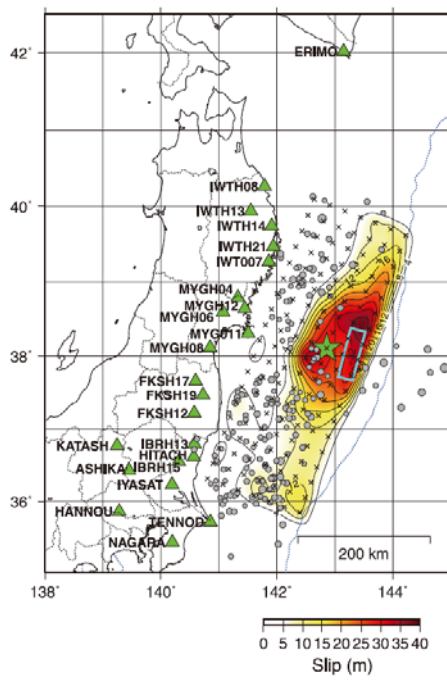 42°
ERIMO
IWTH08
40°
IWTH13
IWTH14
IWTH21
IWT007
MYGH04
MYGH12
MYGH06
MYG011
38°
MYGH08
FKSH17
FKSH19
FKSH12
KATASH
IBRH13
HITACH
ASHIKA
IBRH15
IYASAT
36°
HANNOU
TENNOD
NAGARA
200 km
138°
140°
142°
144°
0 5 10 15 20 25 30 35 40
Slip (m)